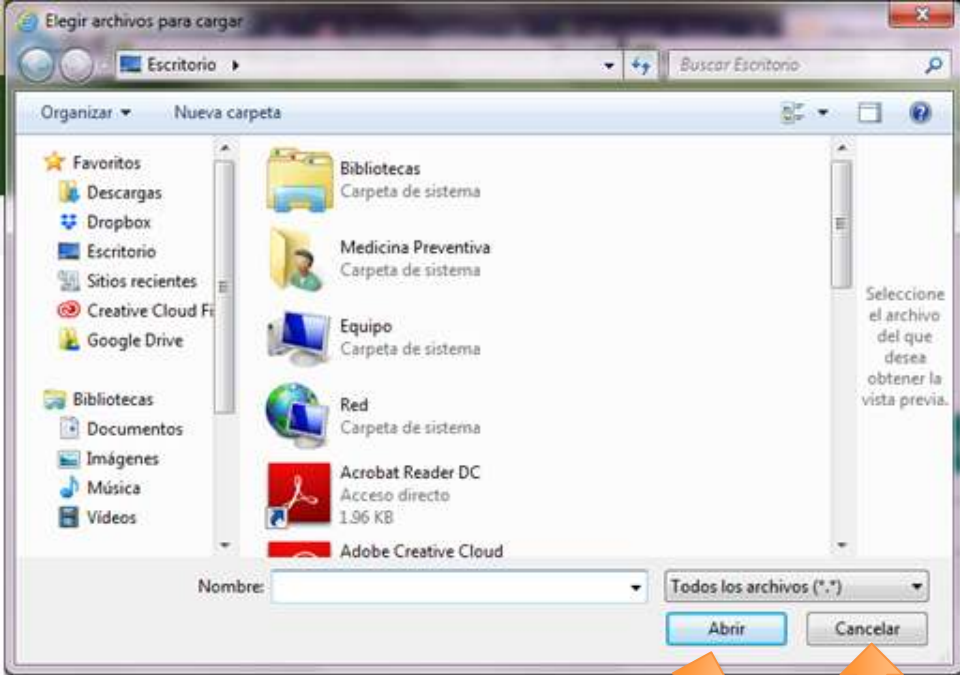 Elegir archivos para cargar
Escritorio
Buscar Escritorio
Organizar
Nueva carpeta
Favoritos
Descargas
Dropbox
Escritorio
Sitios recientes
Creative Cloud Fi
Google Drive
Bibliotecas
Documentos
Imágenes
Música
Vídeos
Bibliotecas
Carpeta de sistema
Medicina Preventiva
Carpeta de sistema
Equipo
Carpeta de sistema
Red
Carpeta de sistema
Acrobat Reader DC
Acceso directo
1.96 KB
Adobe Creative Cloud
Seleccione
el archivo
del que
desea
obtener la
vista previa.
Nombre:
Todos los archivos (*.*)
Abrir
Cancelar